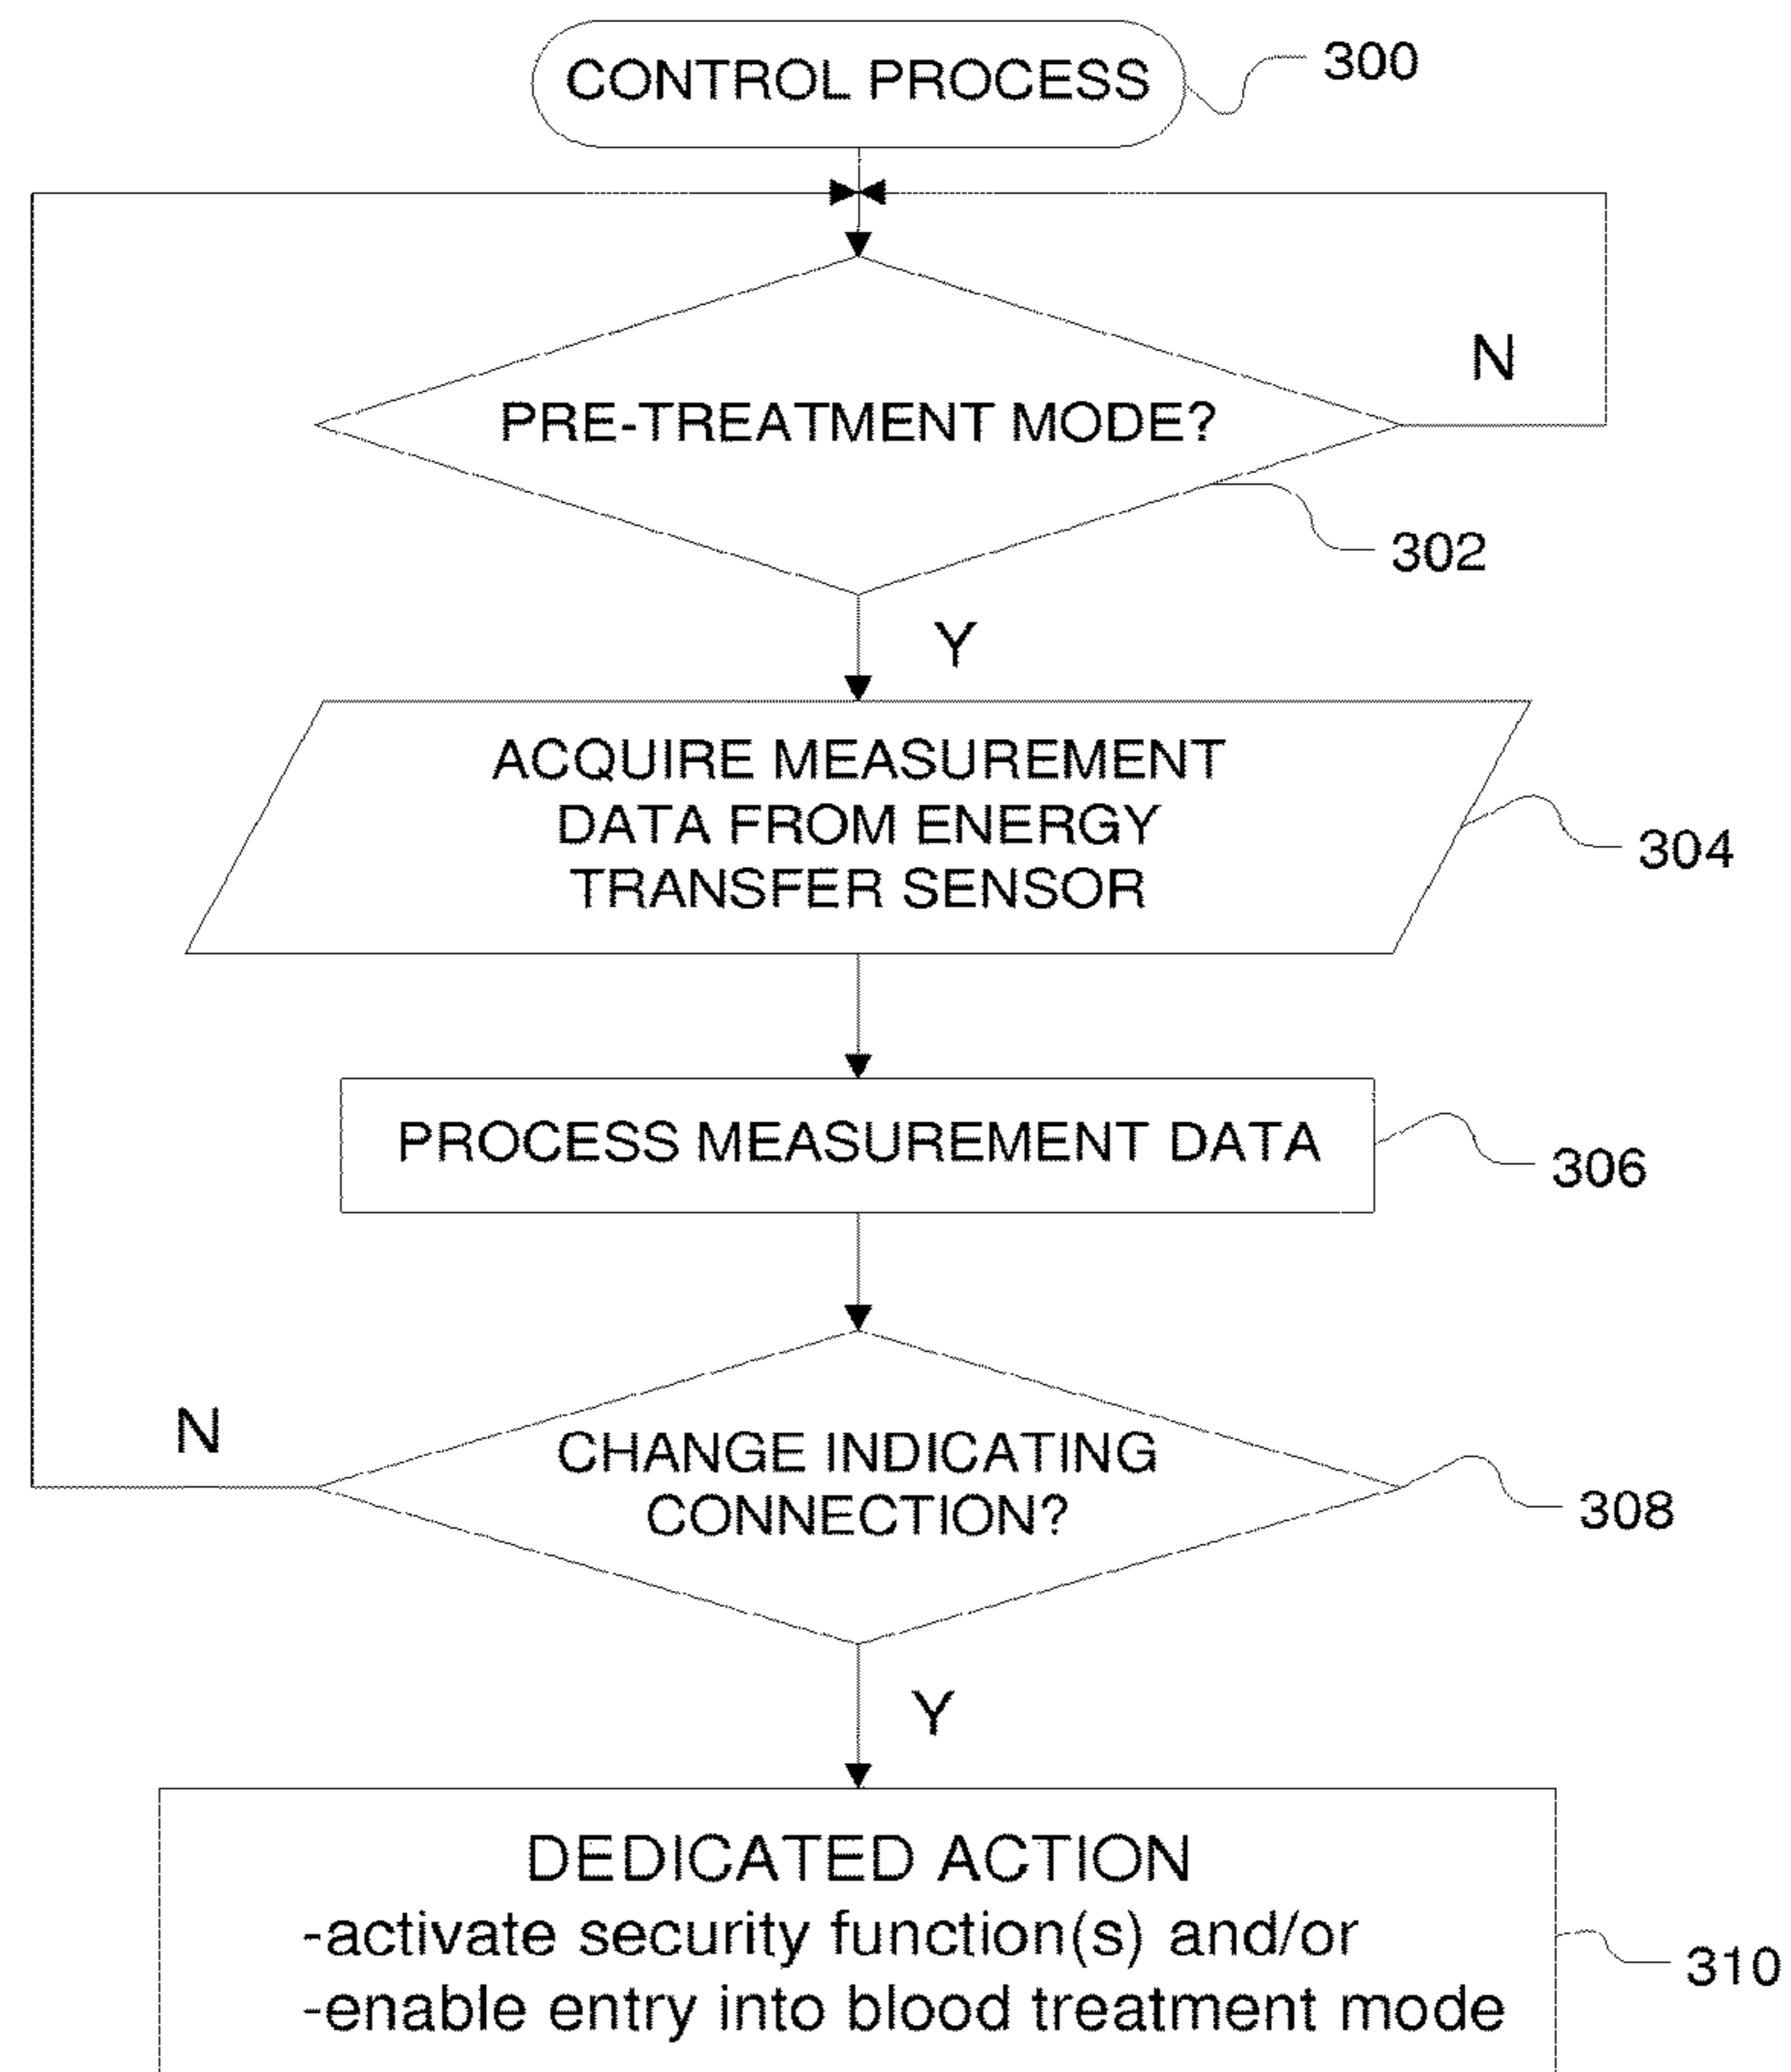 CONTROL PROCESS
300
PRE-TREATMENT MODE?
N
302
Y
ACQUIRE MEASUREMENT
DATA FROM ENERGY
TRANSFER SENSOR
304
PROCESS MEASUREMENT DATA
306
CHANGE INDICATING
CONNECTION?
N
308
Y
DEDICATED ACTION
-activate security function(s) and/or
-enable entry into blood treatment mode
310